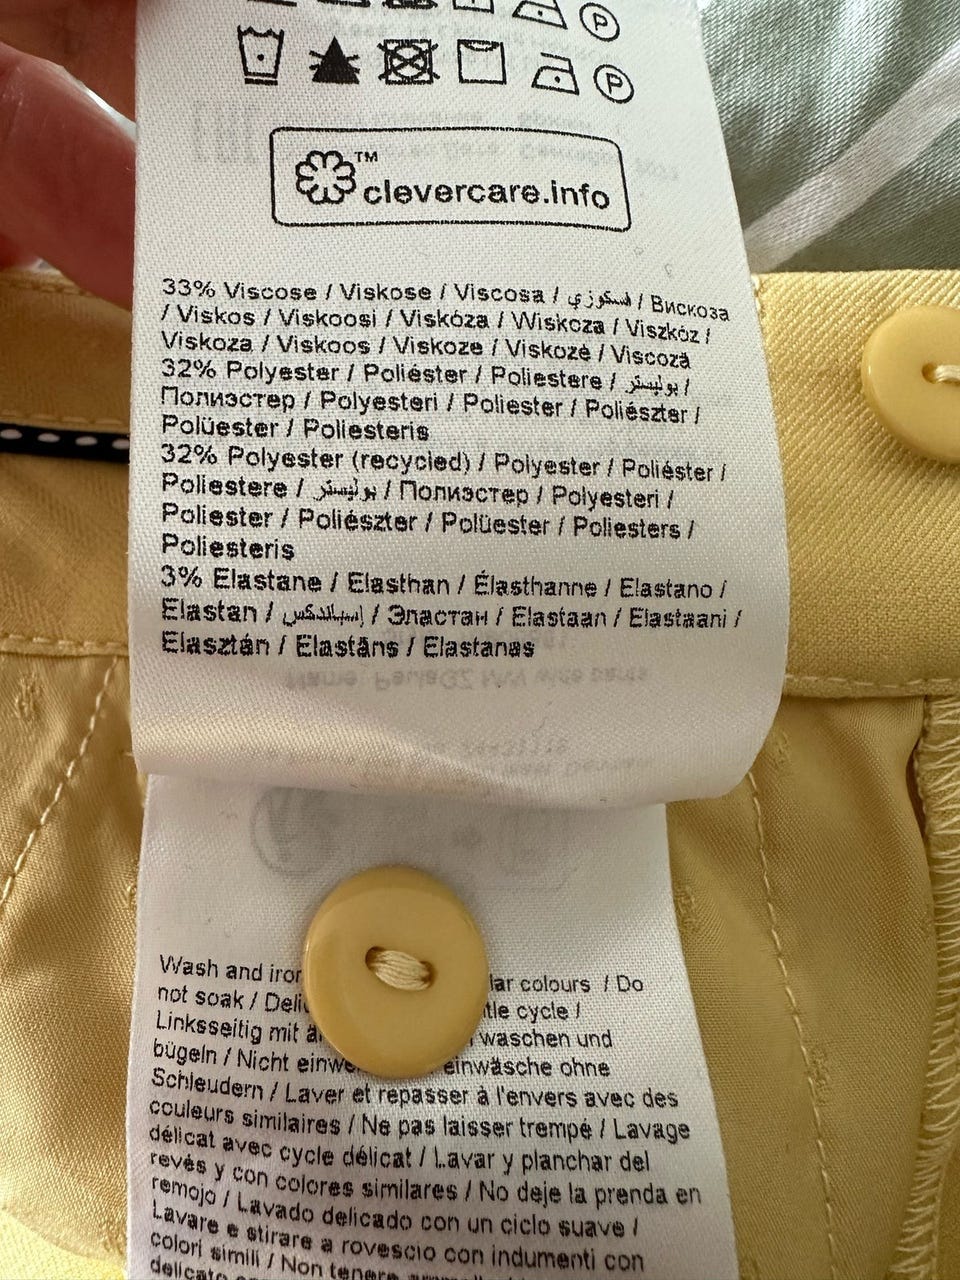 P
P
TM
clevercare.info
33% Viscose / Viskose / Viscosa / فسكوزي / Вискоза
/ Viskos / Viskoosi / Viskóza / Wiskoza / Viszkóz /
Viskoza / Viskoos / Viskoze / Viskozė / Viscoză
32% Polyester / Poliéster / Poliestere / بوليستر /
Полиэстер / Polyesteri / Poliester / Poliészter /
Polüester / Poliesteris
32% Polyester (recycled) / Polyester / Poliéster /
Poliestere / بوليستر / Полиэстер / Polyesteri /
Poliester / Poliészter / Polüester / Poliesters /
Poliesteris
3% Elastane / Elasthan / Élasthanne / Elastano /
Elastan / إسباندكس / Эластан / Elastaan / Elastaani /
Elasztán / Elastāns / Elastanas
Wash and iron lar colours / Do
not soak / tle cycle /
Linksseitig mit waschen und
bügeln / Nicht einwäsche ohne
Schleudern / Laver et repasser à l'envers avec des
couleurs similaires / Ne pas laisser trempé / Lavage
délicat avec cycle délicat / Lavar y planchar del
revés y con colores similares / No deje la prenda en
remojo / Lavado delicado con un ciclo suave /
Lavare e stirare a rovescio con indumenti con
colori simili / Non tenere